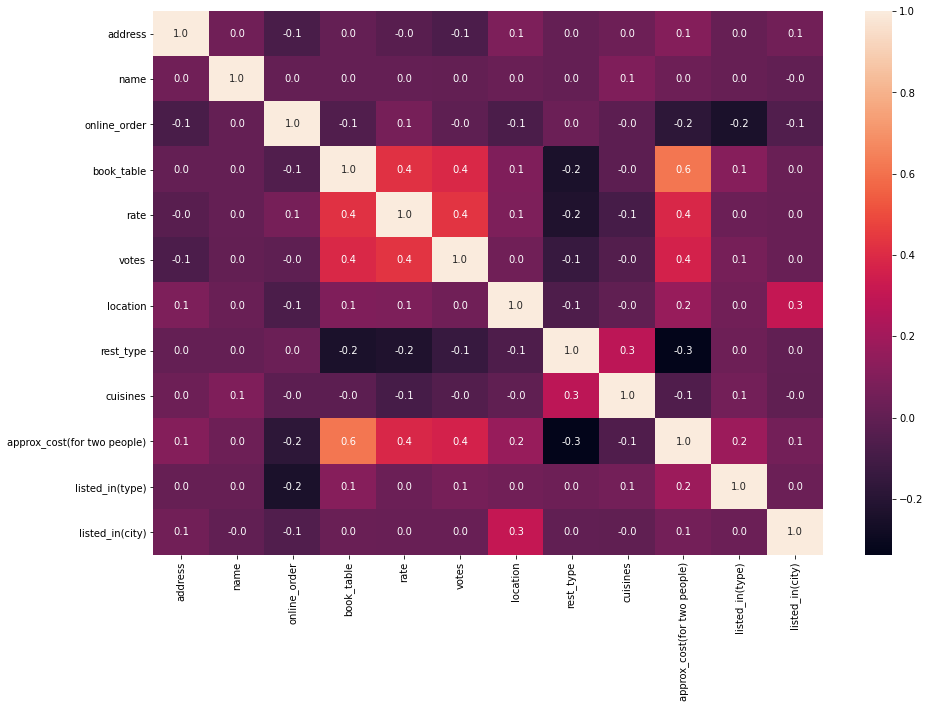 address 1.0 0.0 -0.1 0.0 -0.0 -0.1 0.1 0.0 0.0 0.1 0.0 0.1
name 0.0 1.0 0.0 0.0 0.0 0.0 0.0 0.0 0.1 0.0 0.0 -0.0
online_order -0.1 0.0 1.0 -0.1 0.1 -0.0 -0.1 0.0 -0.0 -0.2 -0.2 -0.1
book_table 0.0 0.0 -0.1 1.0 0.4 0.4 0.1 -0.2 -0.0 0.6 0.1 0.0
rate -0.0 0.0 0.1 0.4 1.0 0.4 0.1 -0.2 -0.1 0.4 0.0 0.0
votes -0.1 0.0 -0.0 0.4 0.4 1.0 0.0 -0.1 -0.0 0.4 0.1 0.0
location 0.1 0.0 -0.1 0.1 0.1 0.0 1.0 -0.1 -0.0 0.2 0.0 0.3
rest_type 0.0 0.0 0.0 -0.2 -0.2 -0.1 -0.1 1.0 0.3 -0.3 0.0 0.0
cuisines 0.0 0.1 -0.0 -0.0 -0.1 -0.0 -0.0 0.3 1.0 -0.1 0.1 -0.0
approx_cost(for two people) 0.1 0.0 -0.2 0.6 0.4 0.4 0.2 -0.3 -0.1 1.0 0.2 0.1
listed_in(type) 0.0 0.0 -0.2 0.1 0.0 0.1 0.0 0.0 0.1 0.2 1.0 0.0
listed_in(city) 0.1 -0.0 -0.1 0.0 0.0 0.0 0.3 0.0 -0.0 0.1 0.0 1.0
address
name
online_order
book_table
rate
votes
location
rest_type
cuisines
approx_cost(for two people)
listed_in(type)
listed_in(city)
1.0
0.8
0.6
0.4
0.2
0.0
−0.2